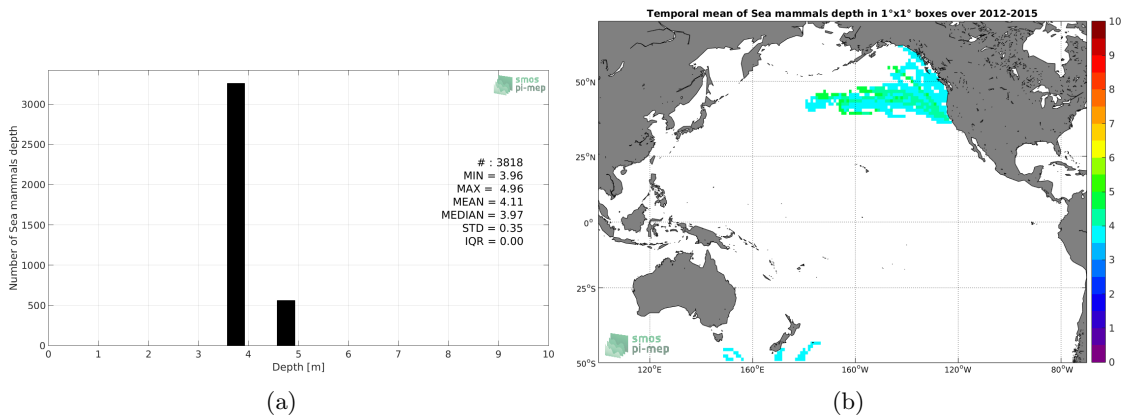 Temporal mean of Sea mammals depth in 1°x1° boxes over 2012-2015
smos
pi-mep
Number of Sea mammals depth
3000
2500
2000
1500
1000
500
0
# : 3818
MIN = 3.96
MAX = 4.96
MEAN = 4.11
MEDIAN = 3.97
STD = 0.35
IQR = 0.00
0 1 2 3 4 5 6 7 8 9 10
Depth [m]
(a)
50°N
25°N
0°
25°S
50°S
120°E 160°E 160°W 120°W 80°W
smos
pi-mep
10
9
8
7
6
5
4
3
2
1
0
(b)